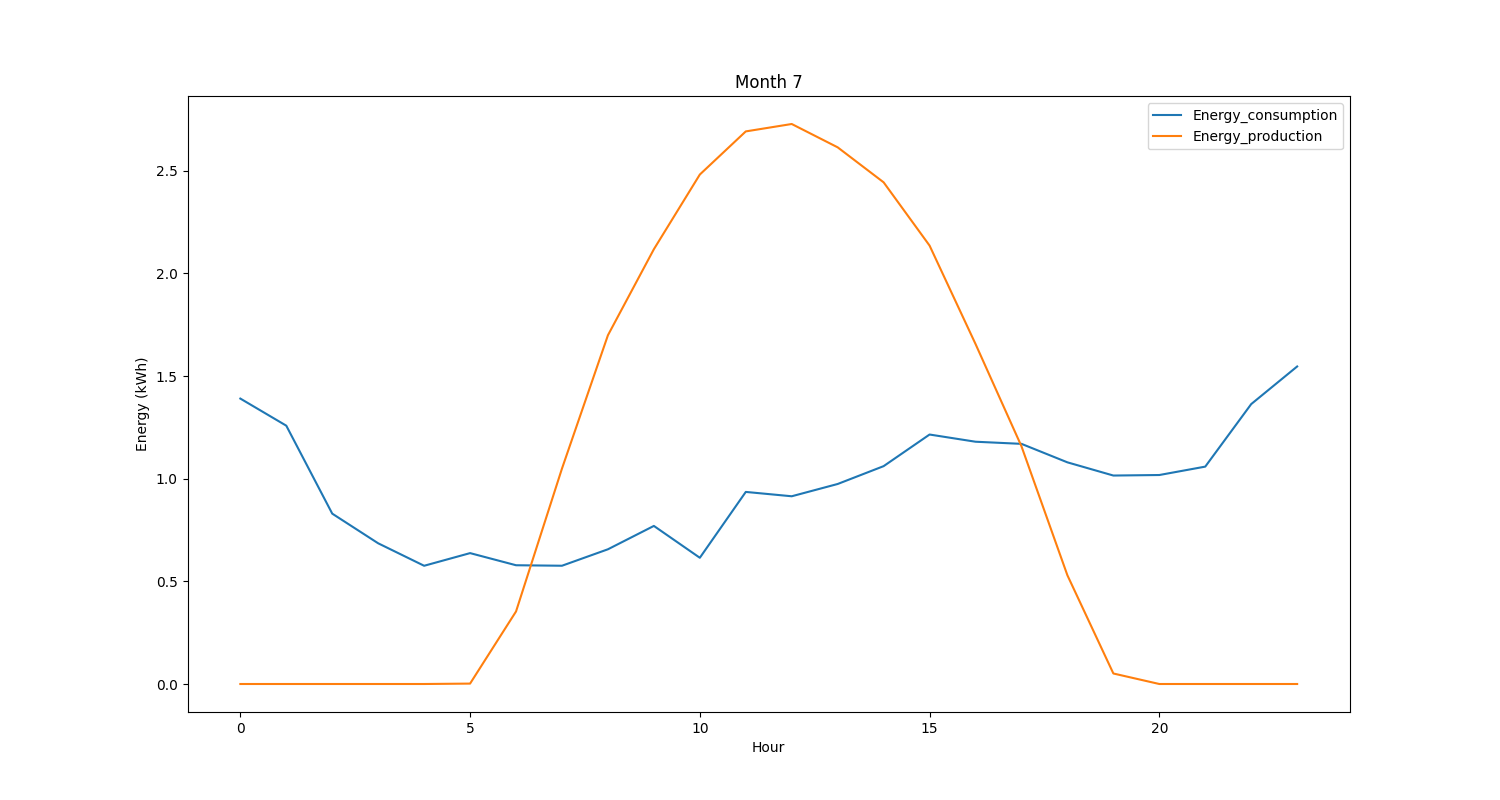 Month 7
Energy_consumption
Energy_production
Energy (kWh)
2.5
2.0
1.5
1.0
0.5
0.0
0 5 10 15 20
Hour